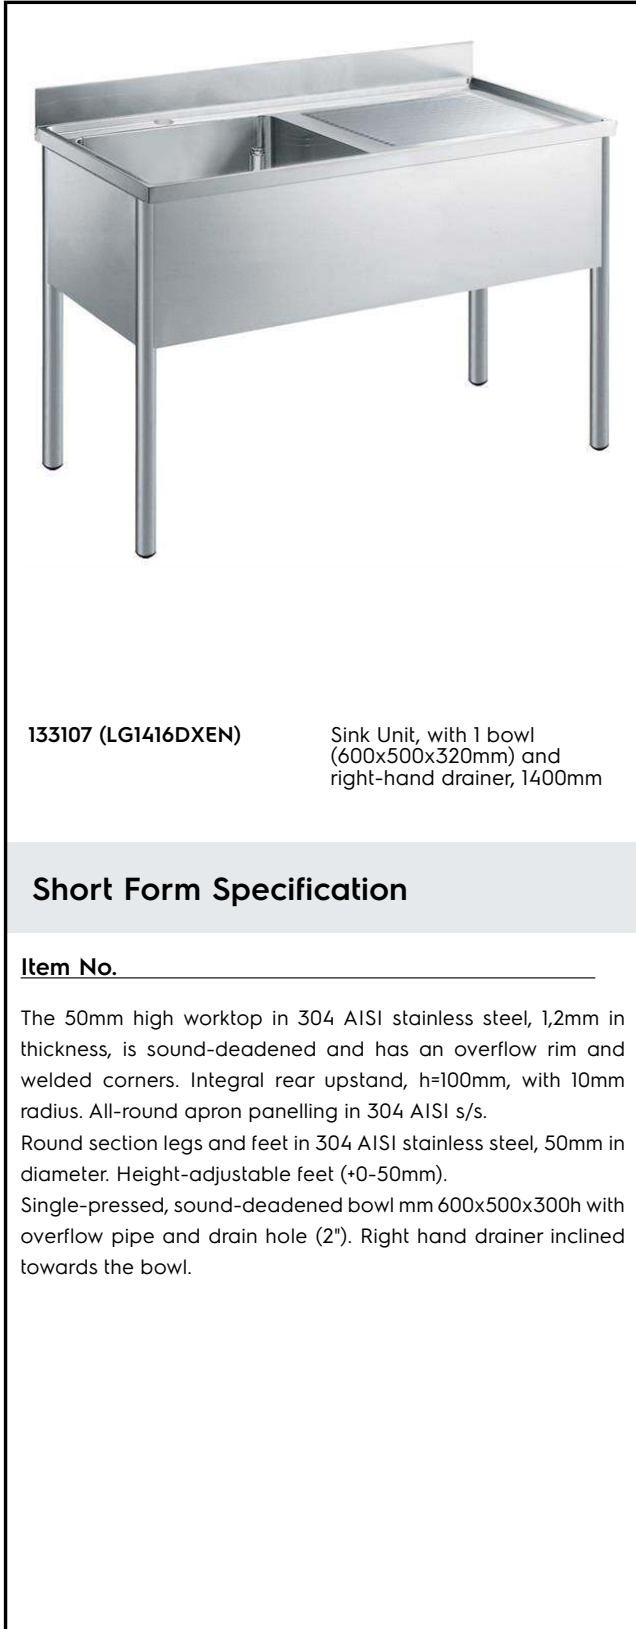 133107 (LG1416DXEN)
Sink Unit, with 1 bowl
(600x500x320mm) and
right-hand drainer, 1400mm
Short Form Specification
Item No.
The 50mm high worktop in 304 AISI stainless steel, 1,2mm in
thickness, is sound-deadened and has an overflow rim and
welded corners. Integral rear upstand, h=100mm, with 10mm
radius. All-round apron panelling in 304 AISI s/s.
Round section legs and feet in 304 AISI stainless steel, 50mm in
diameter. Height-adjustable feet (+0-50mm).
Single-pressed, sound-deadened bowl mm 600x500x300h with
overflow pipe and drain hole (2"). Right hand drainer inclined
towards the bowl.